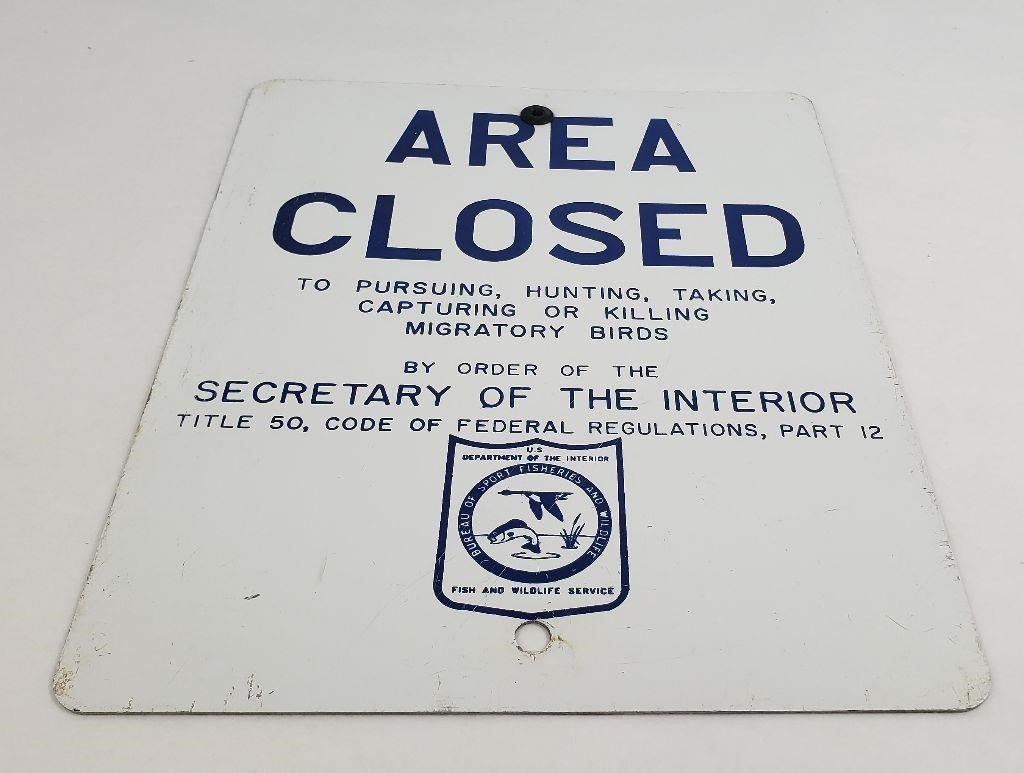 AREA
CLOSED
TO PURSUING, HUNTING, TAKING,
CAPTURING OR KILLING
MIGRATORY BIRDS
BY ORDER OF THE
SECRETARY OF THE INTERIOR
TITLE 50, CODE OF FEDERAL REGULATIONS, PART 12
U.S
DEPARTMENT OF THE INTERIOR
BUREAU OF SPORT FISHERIES AND WILDLIFE
FISH AND WILDLIFE SERVICE